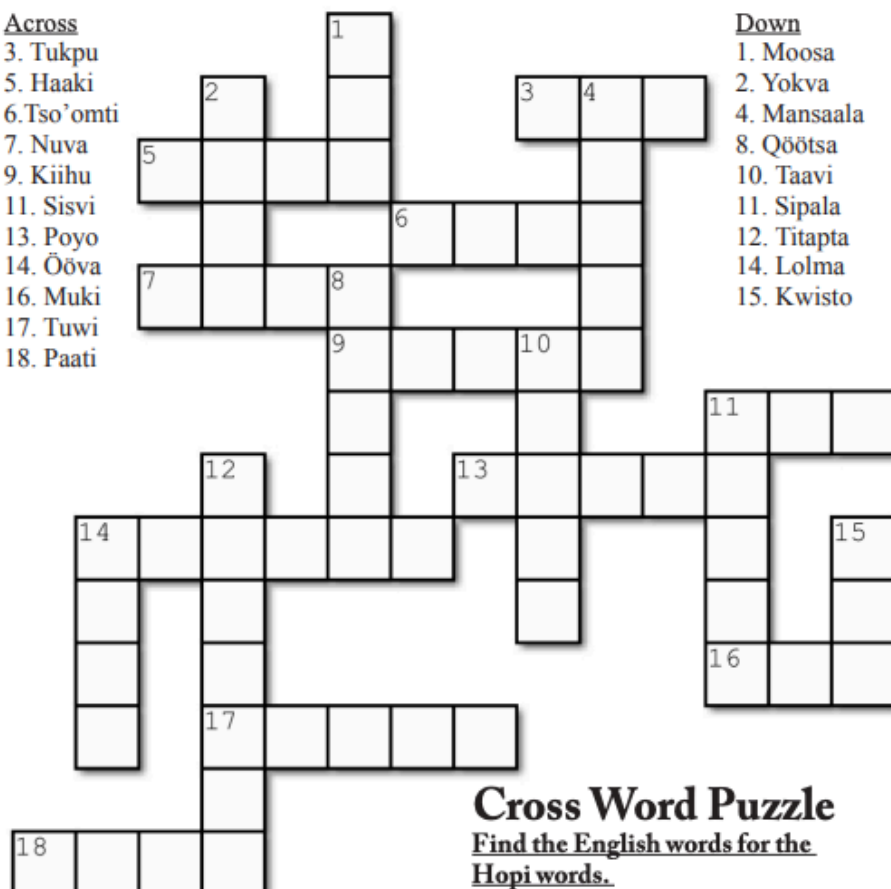 Across
3. Tukpu
5. Haaki
6.Tso’omti
7. Nuva
9. Kiihu
11. Sisvi
13. Poyo
14. Ööva
16. Muki
17. Tuwi
18. Paati
Down
1. Moosa
2. Yokva
4. Mansaala
8. Qöötsa
10. Taavi
11. Sipala
12. Titapta
14. Lolma
15. Kwisto
1
2
3 4
5
6
7 8
9 10
11
12 13
14 15
16
17
18
Cross Word Puzzle
Find the English words for the
Hopi words.